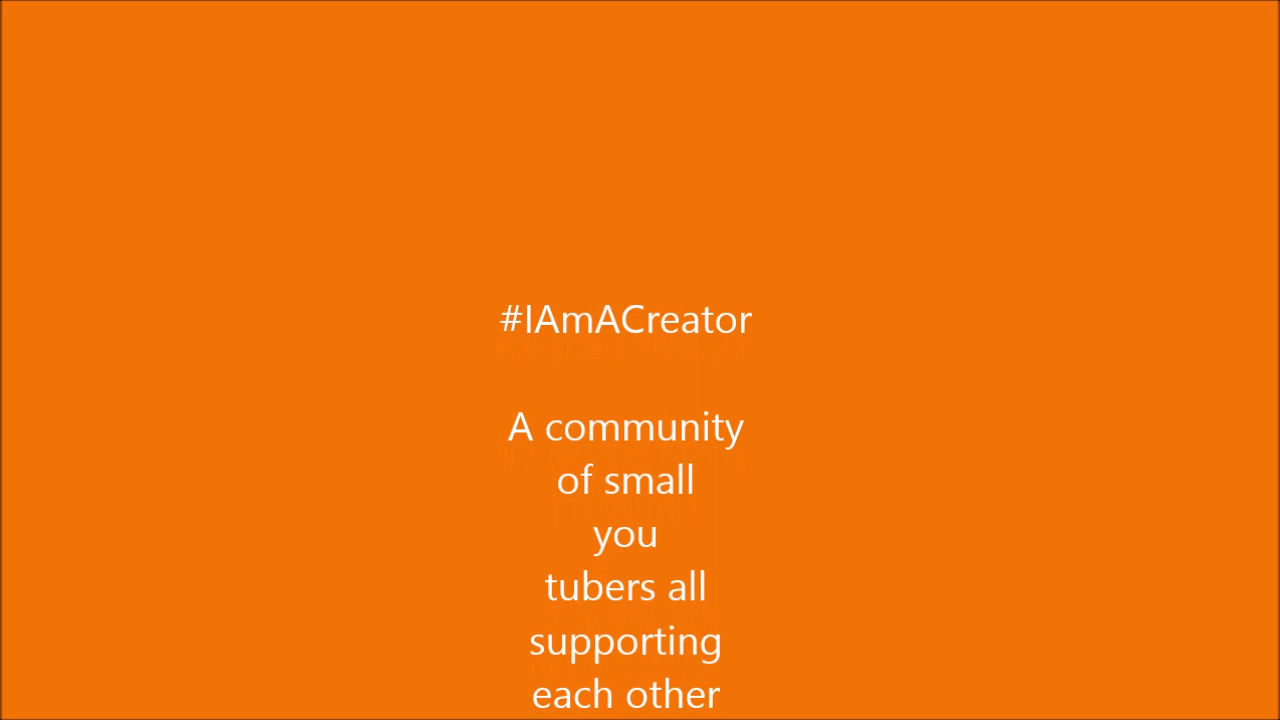 #IAmACreator
A community
of small
you
tubers all
supporting
each other